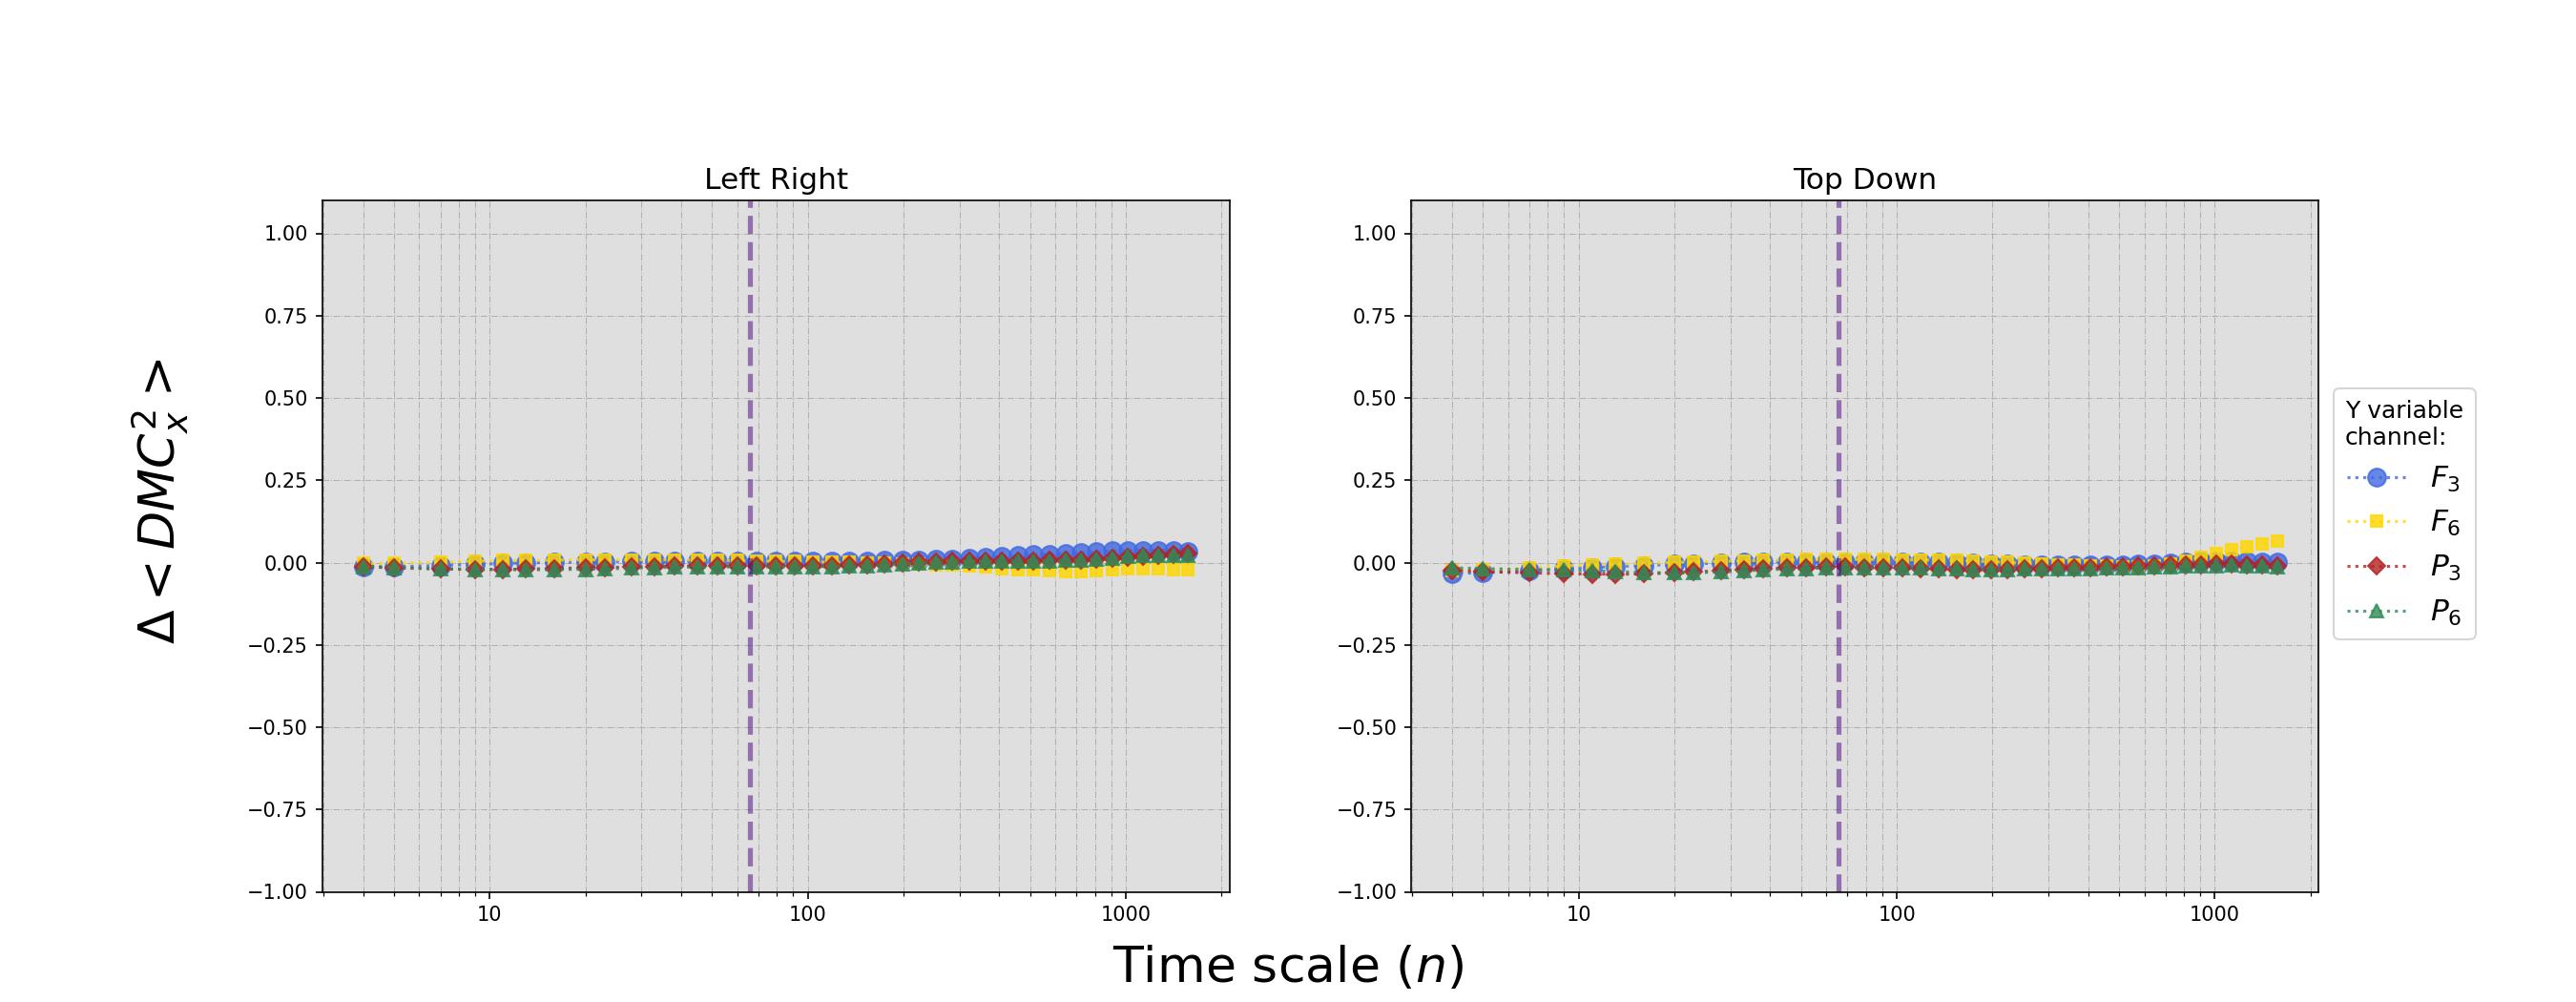 Left Right
Top Down
Δ < DMC²ₓ >
1.00
0.75
0.50
0.25
0.00
−0.25
−0.50
−0.75
−1.00
10 100 1000
1.00
0.75
0.50
0.25
0.00
−0.25
−0.50
−0.75
−1.00
10 100 1000
Y variable
channel:
F₃
F₆
P₃
P₆
Time scale (n)